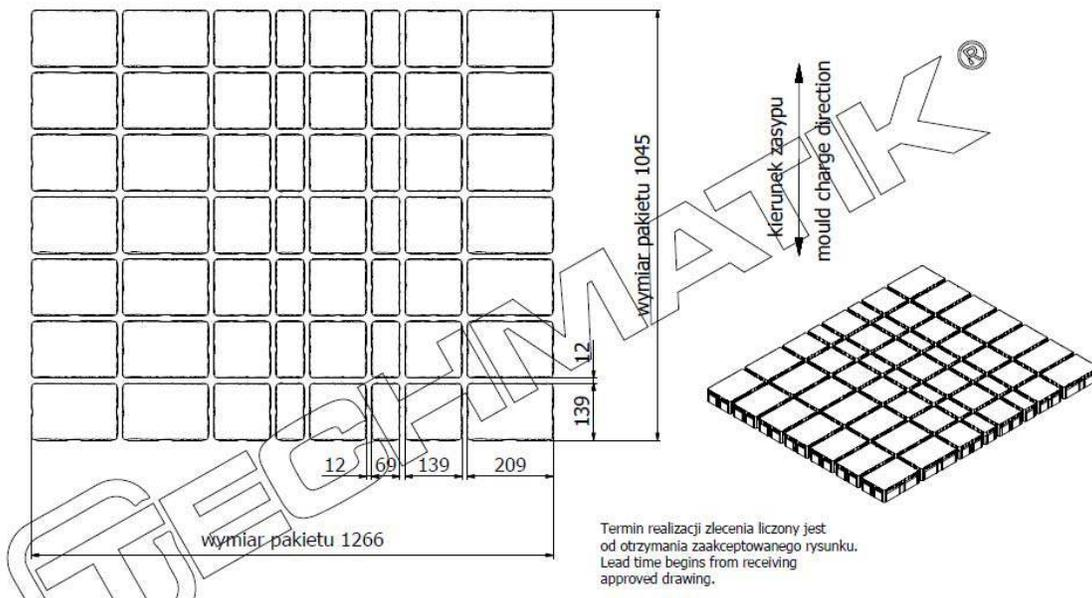 kierunek zasypu
mould charge direction
®
TECHMATIK
wymiar pakietu 1045
12
139
12
69
139
209
wymiar pakietu 1266
Termin realizacji zlecenia liczony jest
od otrzymania zaakceptowanego rysunku.
Lead time begins from receiving
approved drawing.